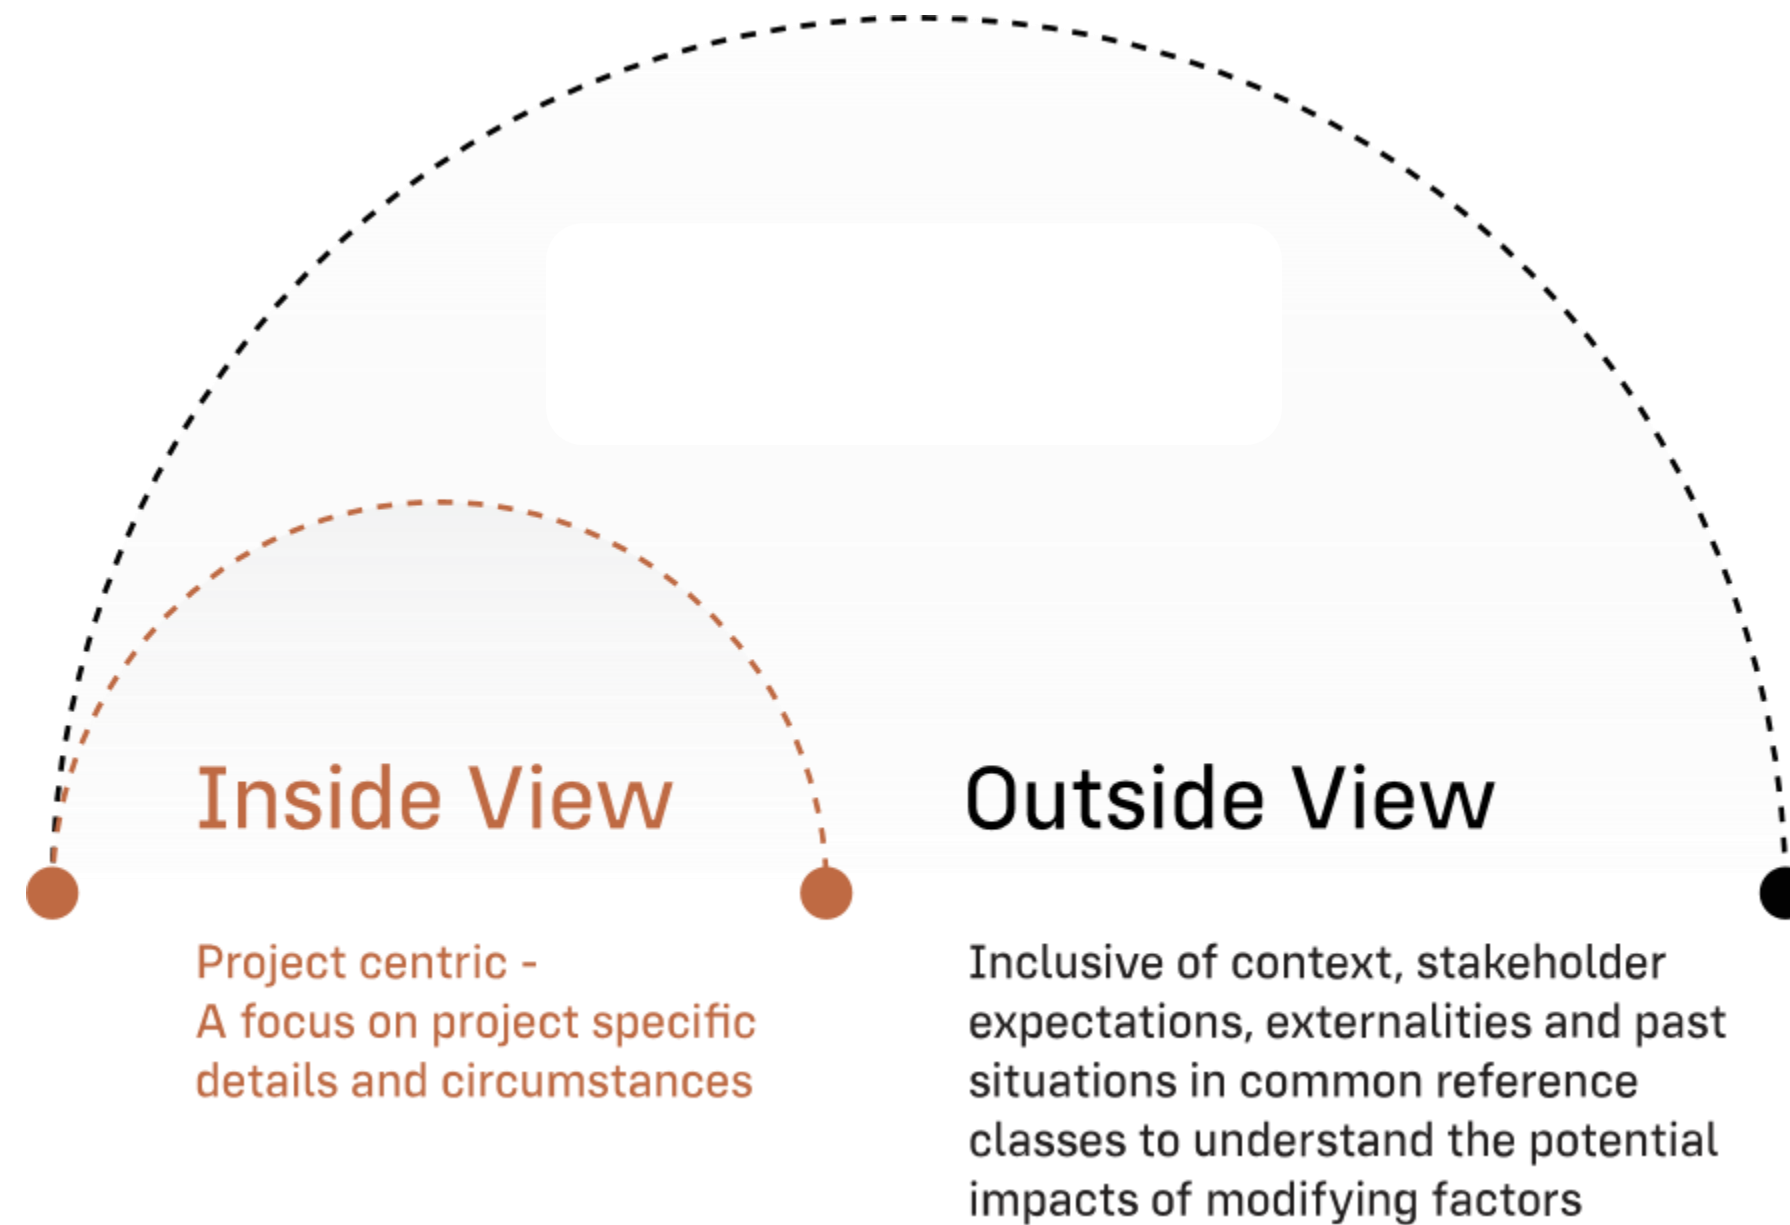 Inside View
Outside View
Project centric -
A focus on project specific
details and circumstances
Inclusive of context, stakeholder
expectations, externalities and past
situations in common reference
classes to understand the potential
impacts of modifying factors